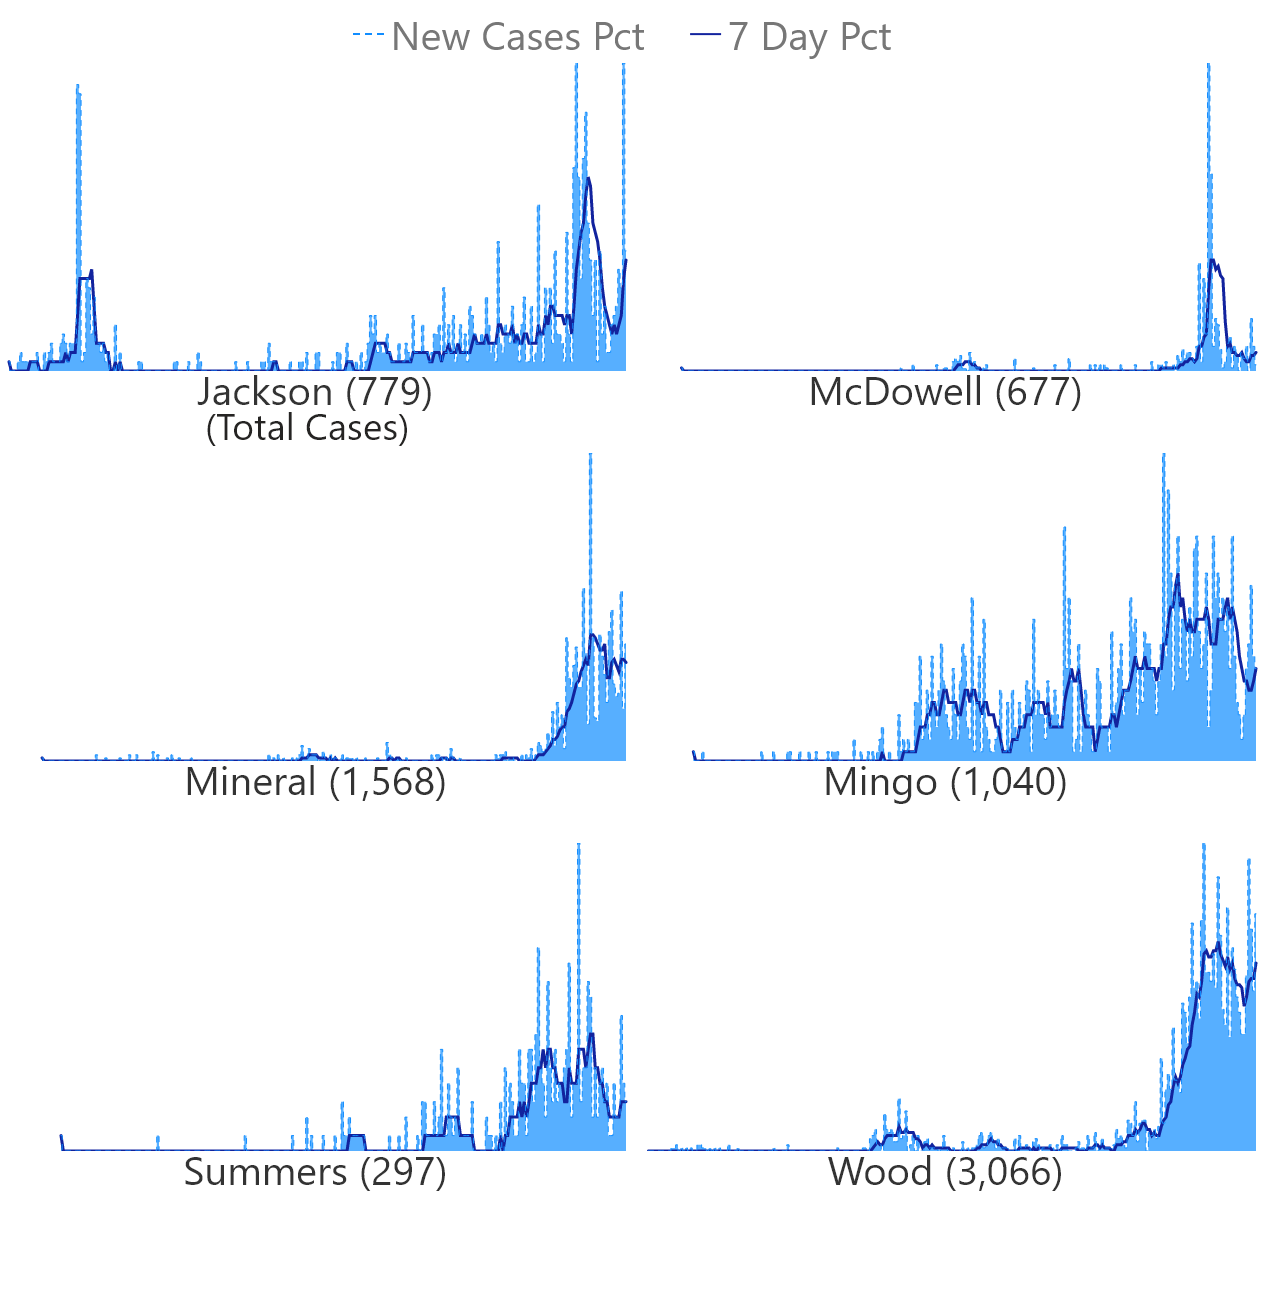 New Cases Pct 7 Day Pct
Jackson (779) McDowell (677)
(Total Cases)
Mineral (1,568) Mingo (1,040)
Summers (297) Wood (3,066)